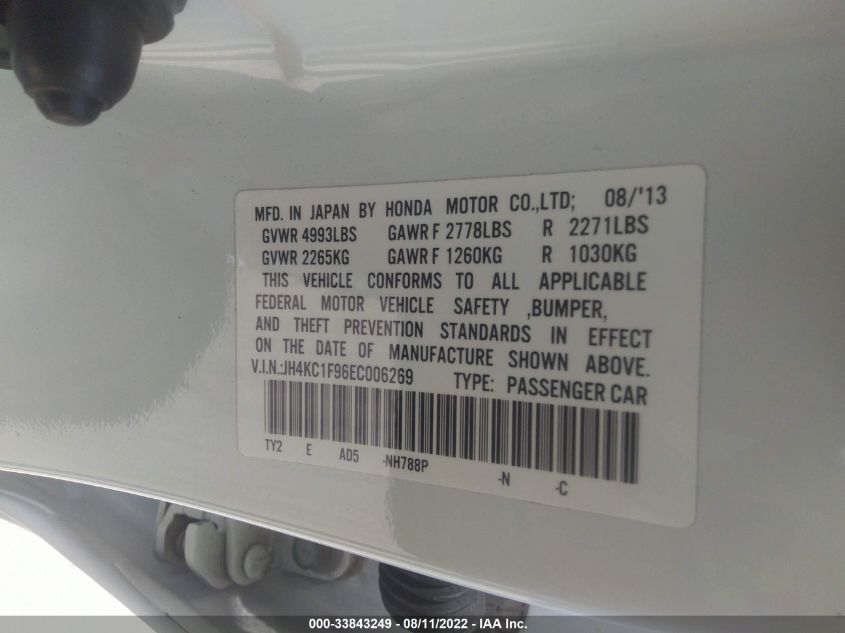 MFD. IN JAPAN BY HONDA MOTOR CO.,LTD; 08/'13
GVWR 4993LBS GAWR F 2778LBS R 2271LBS
GVWR 2265KG GAWR F 1260KG R 1030KG
THIS VEHICLE CONFORMS TO ALL APPLICABLE
FEDERAL MOTOR VEHICLE SAFETY ,BUMPER,
AND THEFT PREVENTION STANDARDS IN EFFECT
ON THE DATE OF MANUFACTURE SHOWN ABOVE.
V.I.N.:JH4KC1F96EC006269 TYPE: PASSENGER CAR
TY2 E AD5 -NH788P -N -C
000-33843249 - 08/11/2022 - IAAI.com